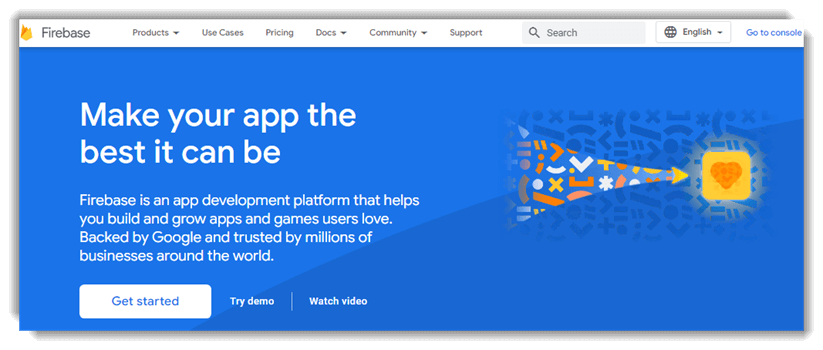 Firebase Products Use Cases Pricing Docs Community Support Search English Go to console
Make your app the
best it can be
Firebase is an app development platform that helps
you build and grow apps and games users love.
Backed by Google and trusted by millions of
businesses around the world.
Get started Try demo Watch video